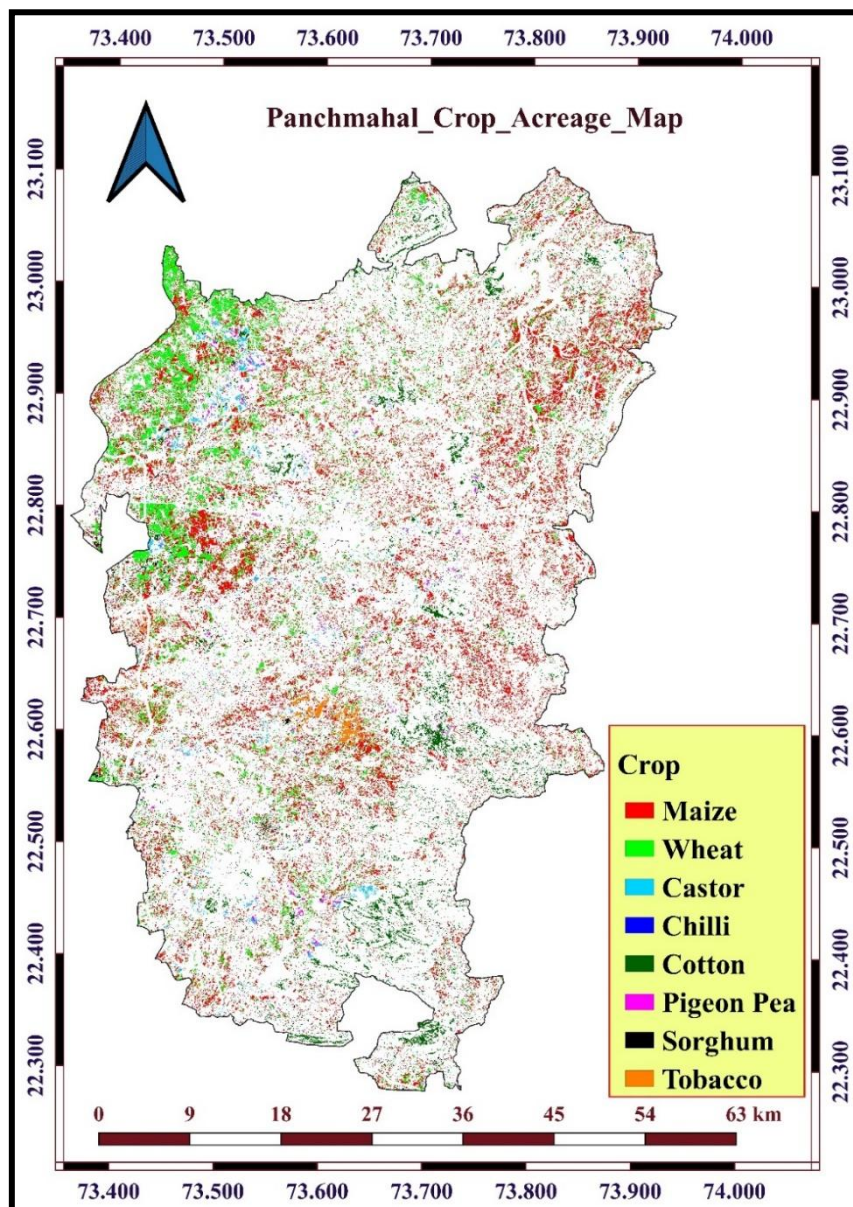 73.400 73.500 73.600 73.700 73.800 73.900 74.000
Panchmahal_Crop_Acreage_Map
23.100 23.100
23.000 23.000
22.900 22.900
22.800 22.800
22.700 22.700
22.600 22.600
Crop
Maize
22.500 22.500
Wheat
Castor
Chilli
22.400 22.400
Cotton
Pigeon Pea
Sorghum
22.300 22.300
Tobacco
0 9 18 27 36 45 54 63 km
73.400 73.500 73.600 73.700 73.800 73.900 74.000